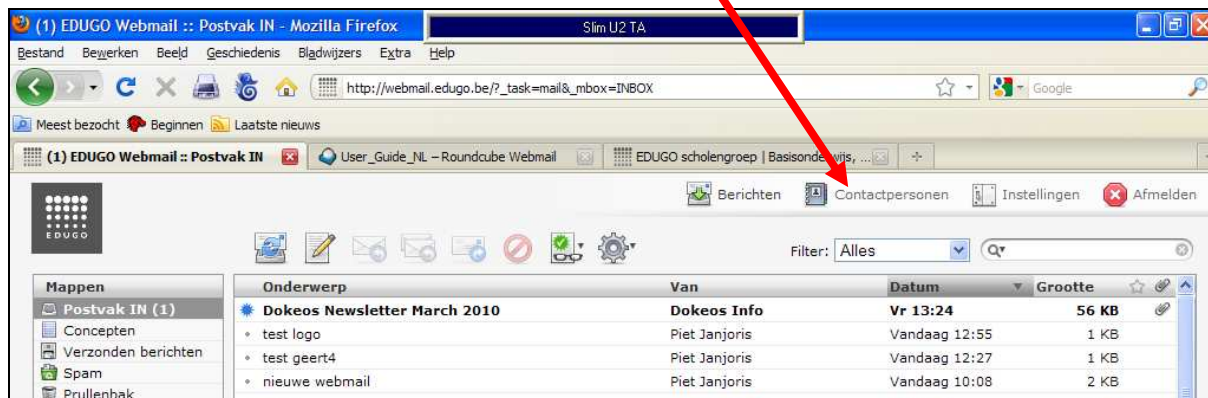 (1) EDUGO Webmail :: Postvak IN - Mozilla Firefox
Slim U2 TA
Bestand Bewerken Beeld Geschiedenis Bladwijzers Extra Help
http://webmail.edugo.be/?_task=mail&_mbox=INBOX Google
Meest bezocht Beginnen Laatste nieuws
(1) EDUGO Webmail :: Postvak IN User_Guide_NL – Roundcube Webmail EDUGO scholengroep | Basisonderwijs, ...
Berichten Contactpersonen Instellingen Afmelden
EDUGO
Filter: Alles
Mappen Onderwerp Van Datum Grootte
Postvak IN (1) Dokeos Newsletter March 2010 Dokeos Info Vr 13:24 56 KB
Concepten test logo Piet Janjoris Vandaag 12:55 1 KB
Verzonden berichten test geert4 Piet Janjoris Vandaag 12:27 1 KB
Spam nieuwe webmail Piet Janjoris Vandaag 10:08 2 KB
Prullenbak